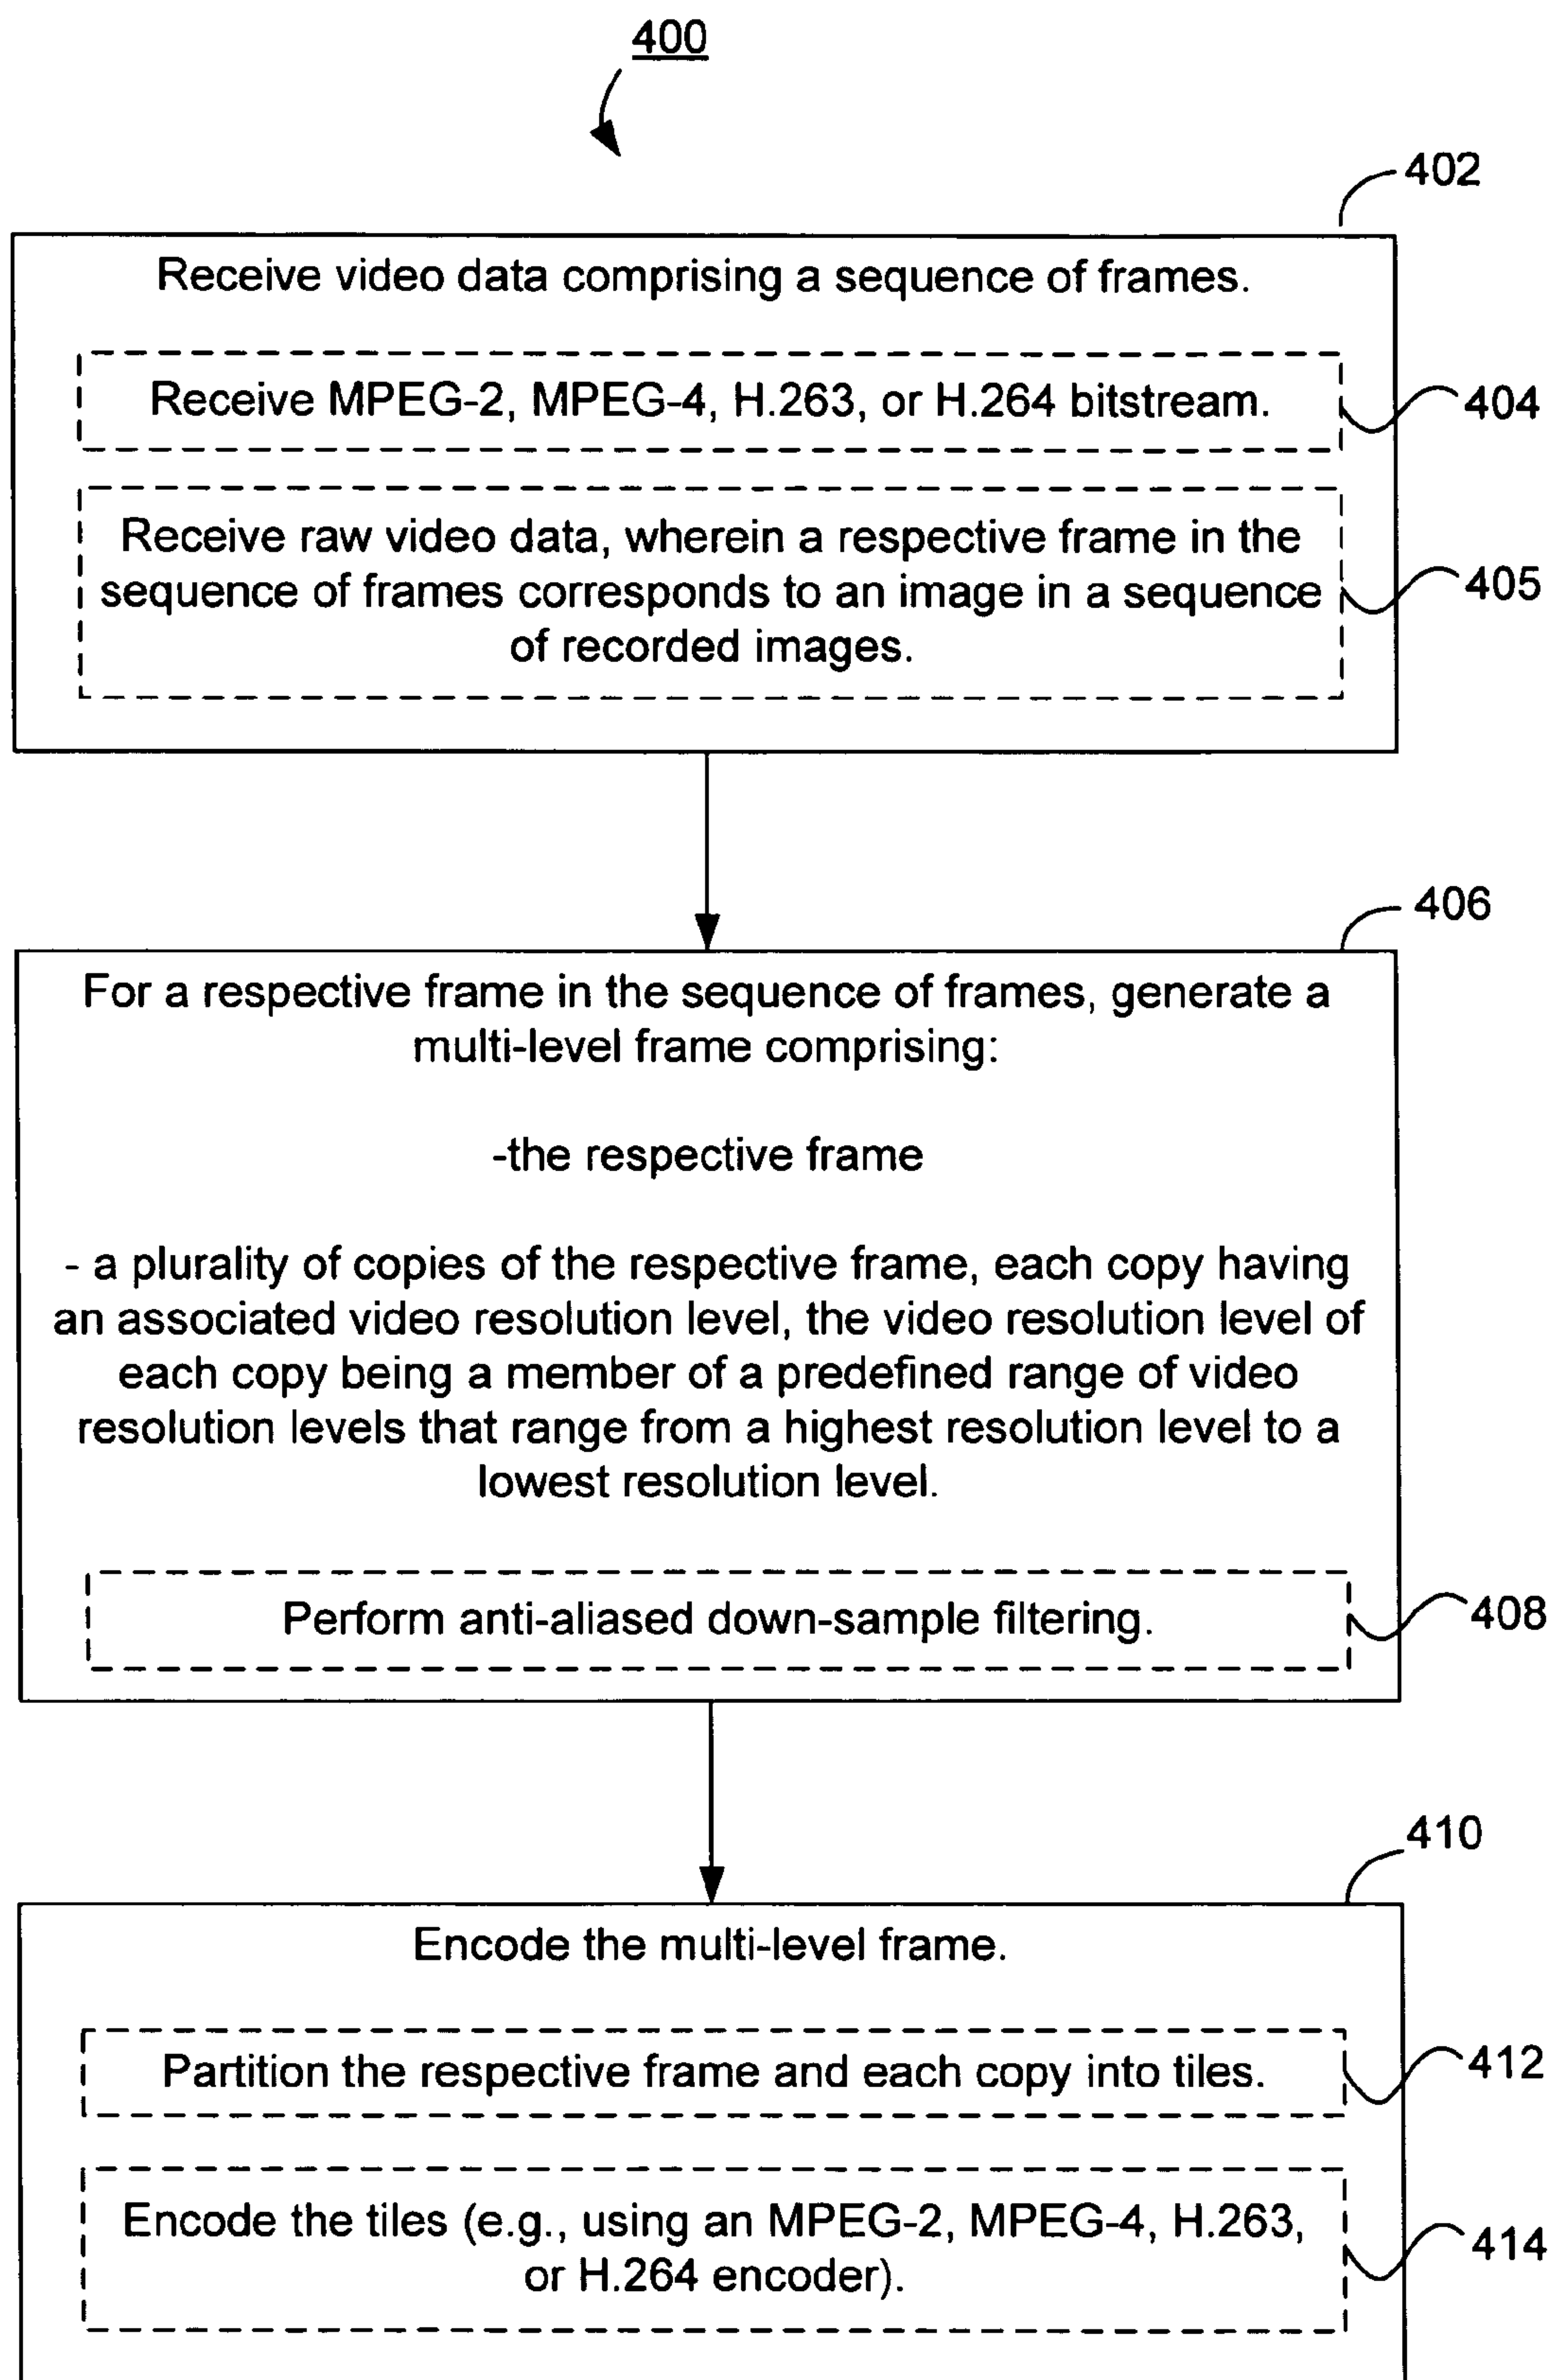 400
402
Receive video data comprising a sequence of frames.
Receive MPEG-2, MPEG-4, H.263, or H.264 bitstream.
404
Receive raw video data, wherein a respective frame in the
sequence of frames corresponds to an image in a sequence
of recorded images.
405
406
For a respective frame in the sequence of frames, generate a
multi-level frame comprising:
-the respective frame
- a plurality of copies of the respective frame, each copy having
an associated video resolution level, the video resolution level of
each copy being a member of a predefined range of video
resolution levels that range from a highest resolution level to a
lowest resolution level.
Perform anti-aliased down-sample filtering.
408
410
Encode the multi-level frame.
Partition the respective frame and each copy into tiles.
412
Encode the tiles (e.g., using an MPEG-2, MPEG-4, H.263,
or H.264 encoder).
414